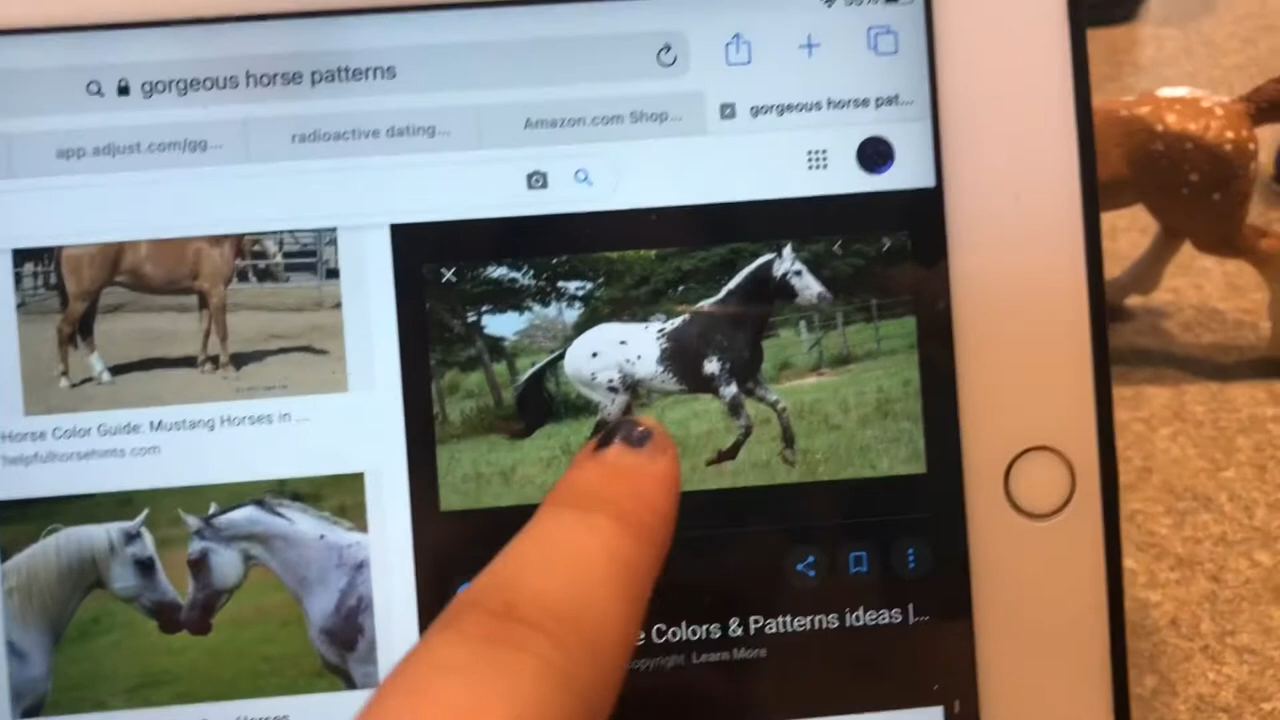 gorgeous horse patterns
app.adjust.com/gg...
radioactive dating...
Amazon.com Shop...
gorgeous horse pat...
Horse Color Guide: Mustang Horses in ...
helpfulhorsehints.com
Colors & Patterns ideas |...
Learn More